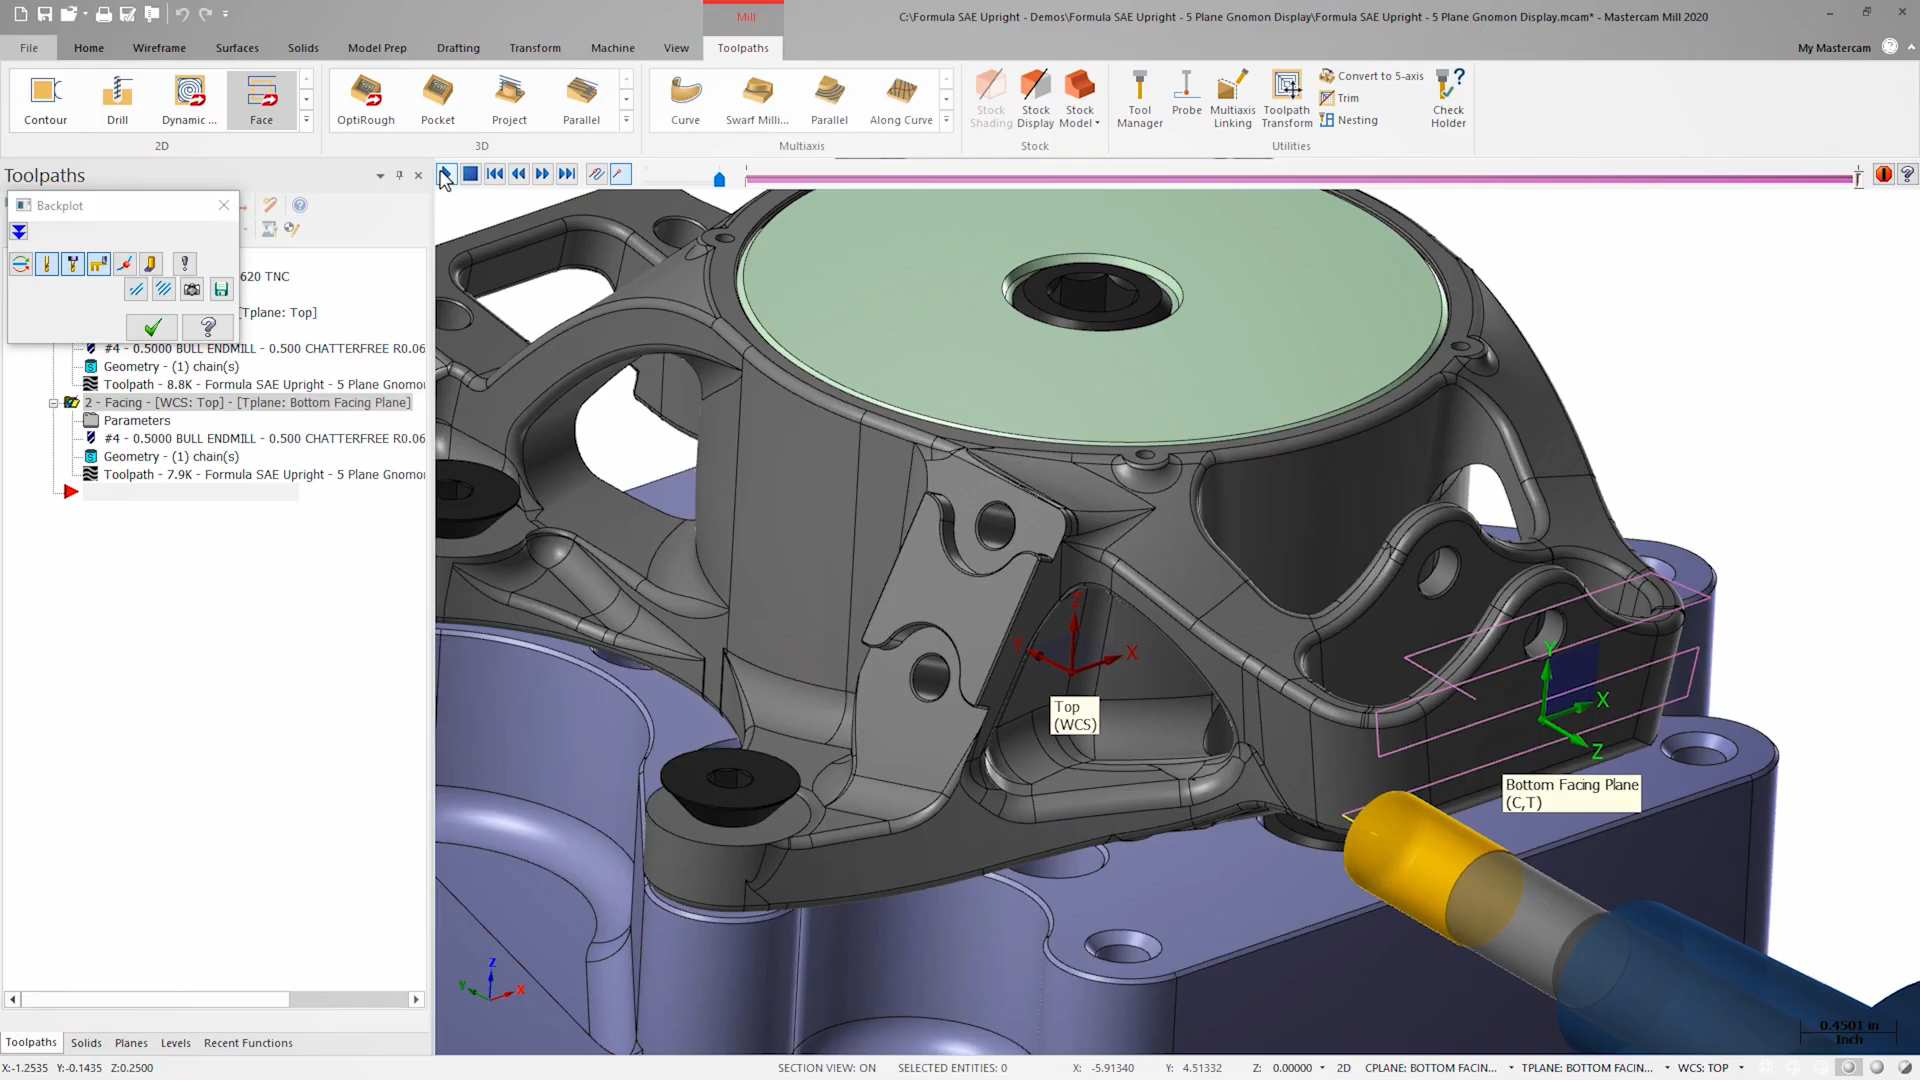 Mill
C:\Formula SAE Upright - Demos\Formula SAE Upright - 5 Plane Gnomon Display\Formula SAE Upright - 5 Plane Gnomon Display.mcam* - Mastercam Mill 2020
File Home Wireframe Surfaces Solids Model Prep Drafting Transform Machine View Toolpaths My Mastercam
Contour Drill Dynamic ... Face
2D
OptiRough Pocket Project Parallel
3D
Curve Swarf Milli... Parallel Along Curve
Multiaxis
Stock Shading
Stock Display
Stock Model
Stock
Tool Manager
Probe
Multiaxis Linking
Toolpath Transform
Convert to 5-axis
Trim
Nesting
Check Holder
Utilities
Toolpaths
Backplot
620 TNC
[Tplane: Top]
#4 - 0.5000 BULL ENDMILL - 0.500 CHATTERFREE R0.06
Geometry - (1) chain(s)
Toolpath - 8.8K - Formula SAE Upright - 5 Plane Gnomo
2 - Facing - [WCS: Top] - [Tplane: Bottom Facing Plane]
Parameters
#4 - 0.5000 BULL ENDMILL - 0.500 CHATTERFREE R0.06
Geometry - (1) chain(s)
Toolpath - 7.9K - Formula SAE Upright - 5 Plane Gnomo
Z
Y
X
Top
(WCS)
Y
X
Z
Bottom Facing Plane
(C,T)
Z
Y
X
0.4501 in
Inch
Toolpaths Solids Planes Levels Recent Functions
X:-1.2535 Y:-0.1435 Z:0.2500
SECTION VIEW: ON SELECTED ENTITIES: 0 X: -5.91340 Y: 4.51332 Z: 0.00000 2D CPLANE: BOTTOM FACIN... TPLANE: BOTTOM FACIN... WCS: TOP